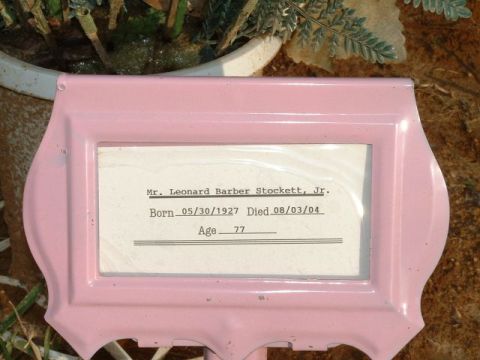 Mr. Leonard Barber Stockett, Jr.
Born 05/30/1927 Died 08/03/04
Age 77